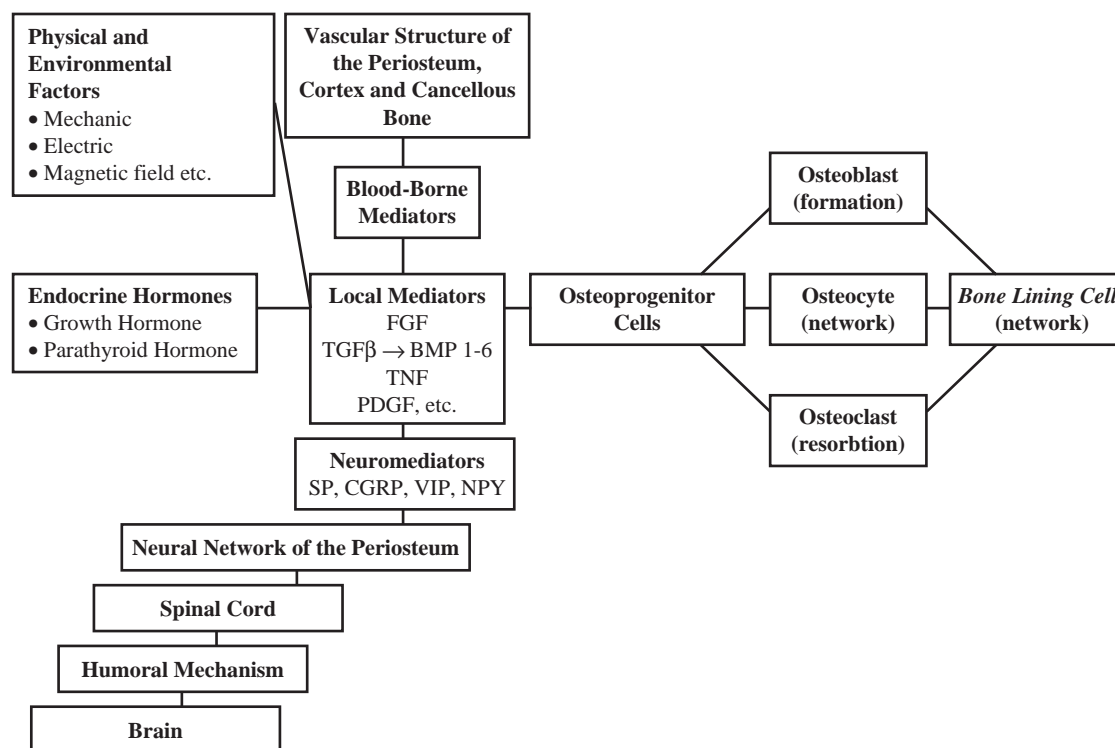 Physical and
Environmental
Factors
• Mechanic
• Electric
• Magnetic field etc.
Vascular Structure of
the Periosteum,
Cortex and Cancellous
Bone
Blood-Borne
Mediators
Endocrine Hormones
• Growth Hormone
• Parathyroid Hormone
Local Mediators
FGF
TGFβ → BMP 1-6
TNF
PDGF, etc.
Osteoprogenitor
Cells
Osteoblast
(formation)
Osteocyte
(network)
Osteoclast
(resorbtion)
Bone Lining Cell
(network)
Neuromediators
SP, CGRP, VIP, NPY
Neural Network of the Periosteum
Spinal Cord
Humoral Mechanism
Brain